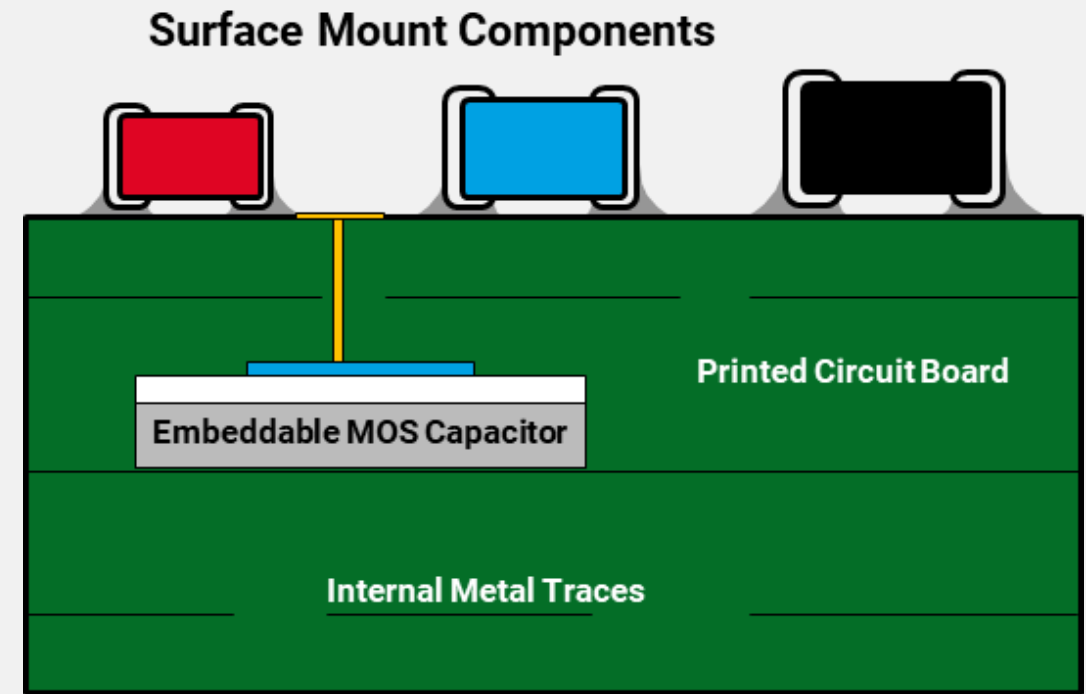 Surface Mount Components
Printed Circuit Board
Embeddable MOS Capacitor
Internal Metal Traces